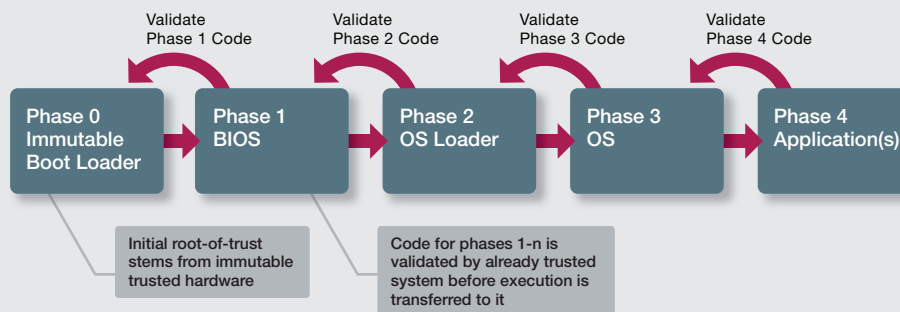 Validate
Phase 1 Code
Validate
Phase 2 Code
Validate
Phase 3 Code
Validate
Phase 4 Code
Phase 0
Immutable
Boot Loader
Phase 1
BIOS
Phase 2
OS Loader
Phase 3
OS
Phase 4
Application(s)
Initial root-of-trust
stems from immutable
trusted hardware
Code for phases 1-n is
validated by already trusted
system before execution is
transferred to it